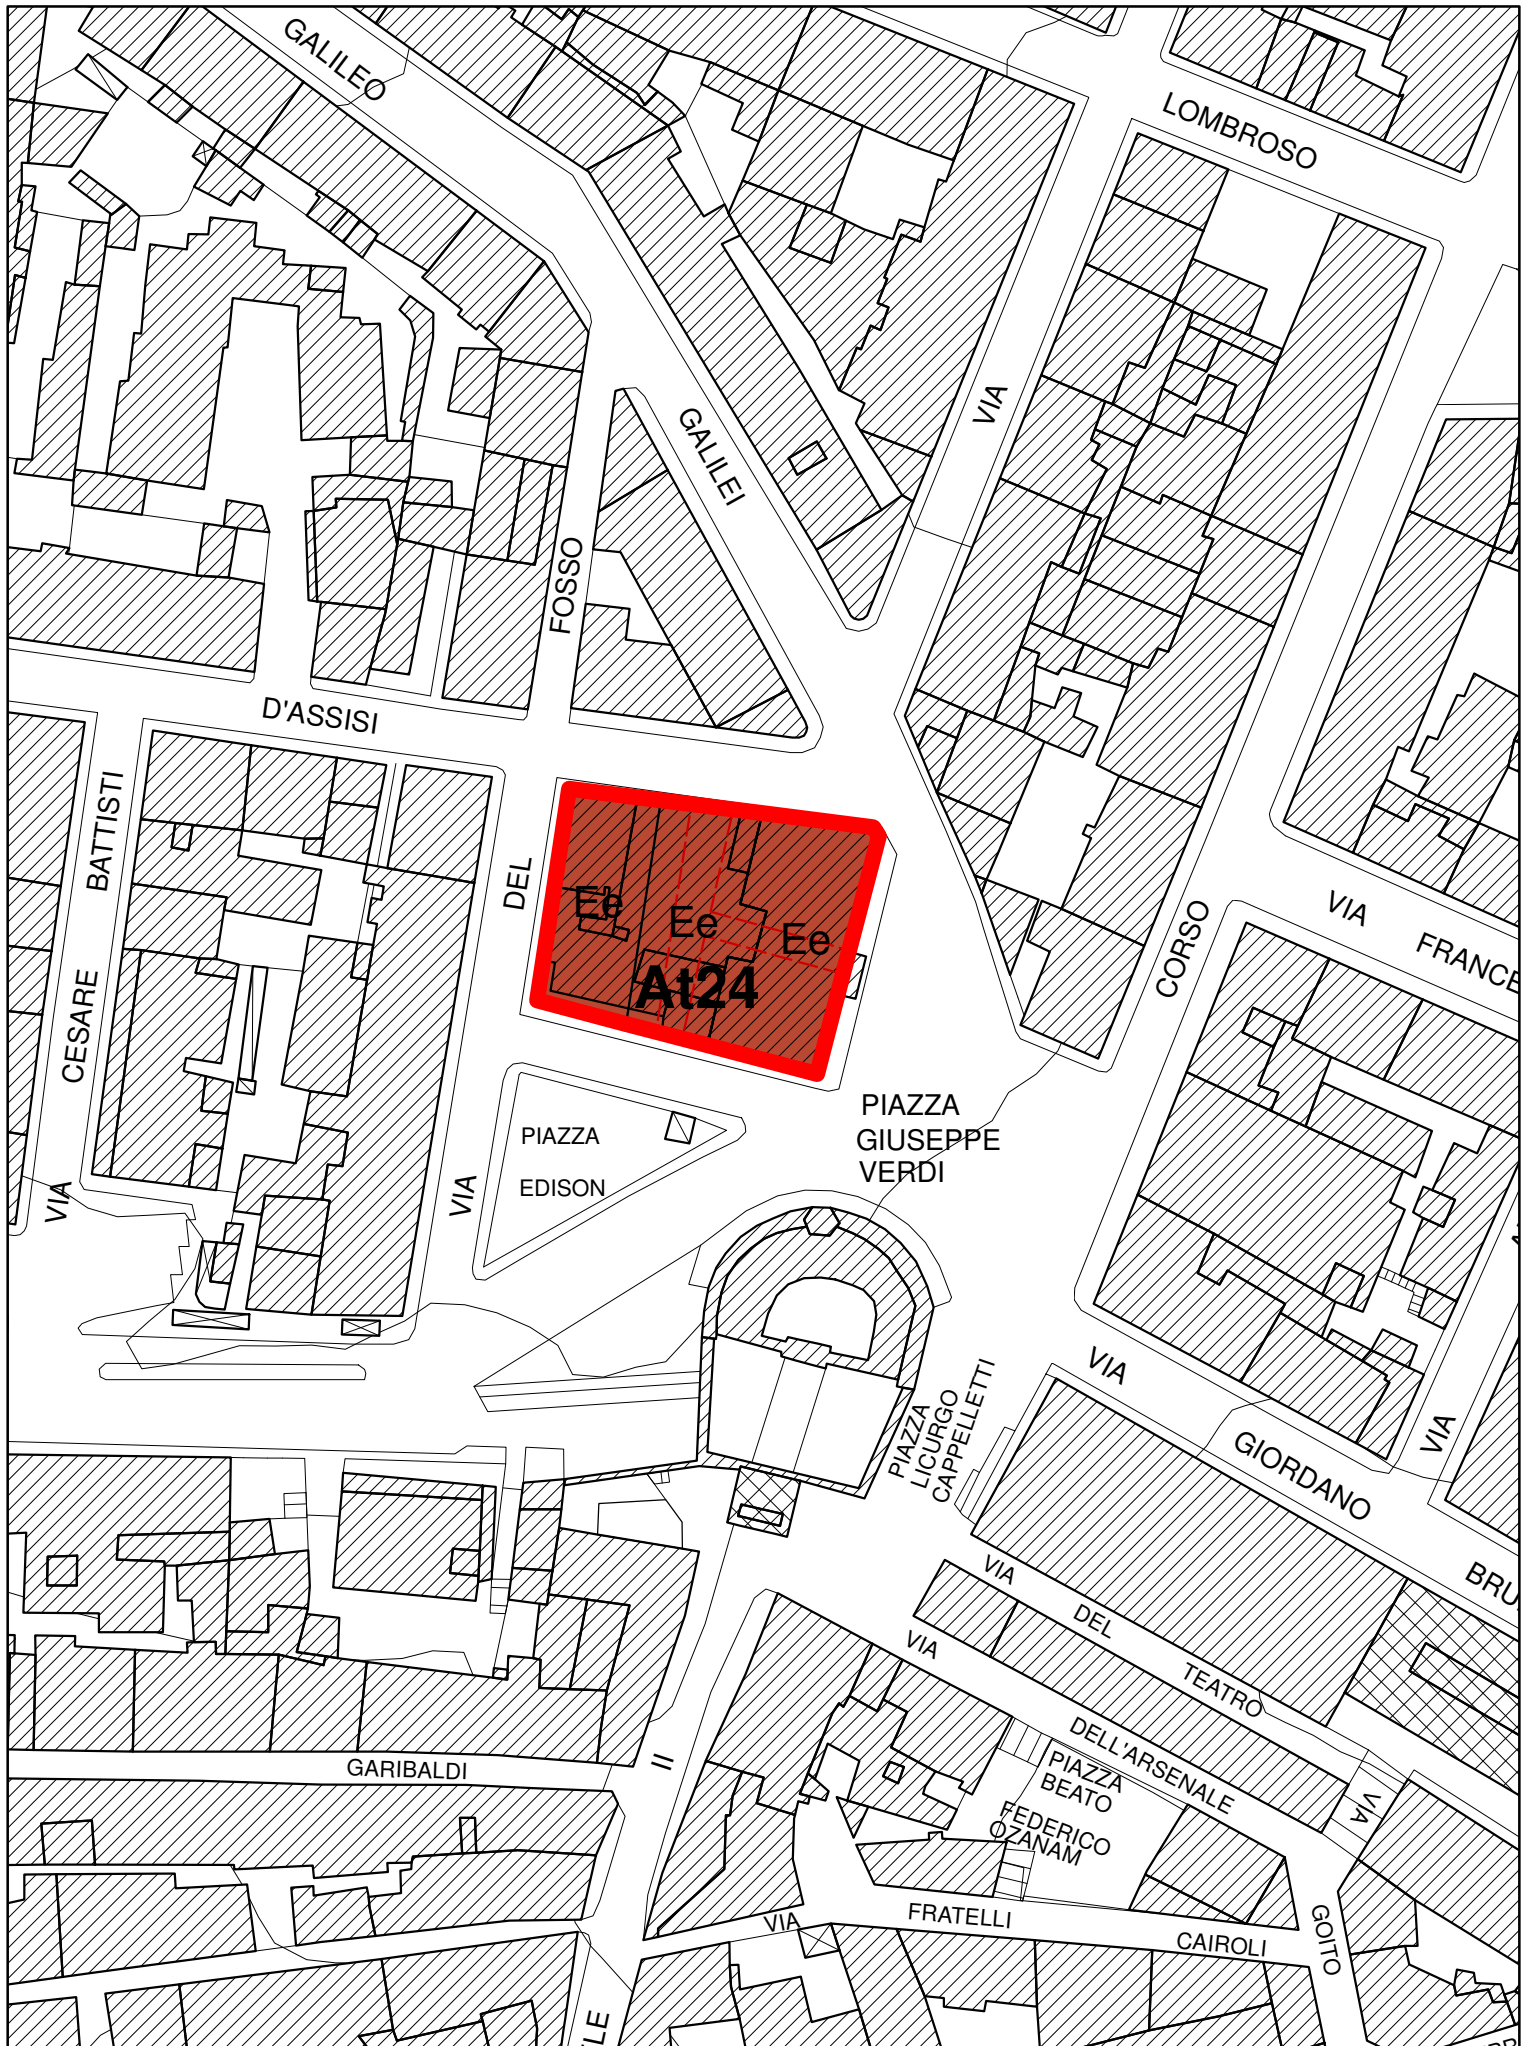 GALILEO
LOMBROSO
VIA
GALILEI
FOSSO
D'ASSISI
BATTISTI
DEL
CESARE
VIA
VIA
Ee
Ee
Ee
At24
CORSO
VIA
FRANCE
PIAZZA
GIUSEPPE
VERDI
PIAZZA
EDISON
VIA
PIAZZA
LICURGO
CAPPELLETTI
GIORDANO
VIA
BRU
VIA
DEL
TEATRO
VIA
DELL'ARSENALE
PIAZZA
BEATO
FEDERICO
OZANAM
VIA
II
GARIBALDI
VIA
FRATELLI
CAIROLI
GOITO
LE